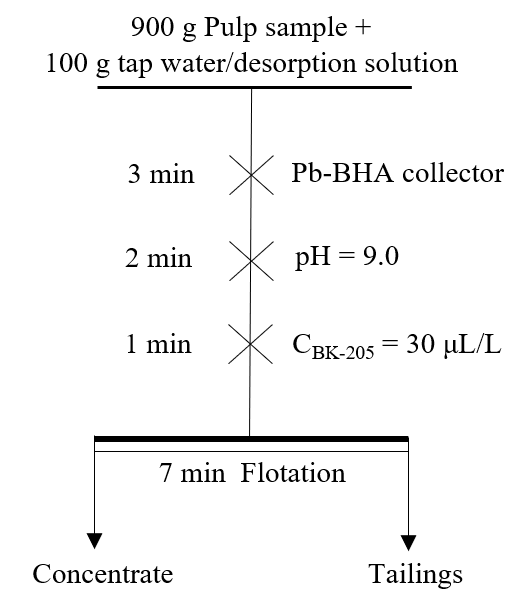 900 g Pulp sample +
100 g tap water/desorption solution
3 min Pb-BHA collector
2 min pH = 9.0
1 min C_BK-205 = 30 μL/L
7 min Flotation
Concentrate Tailings